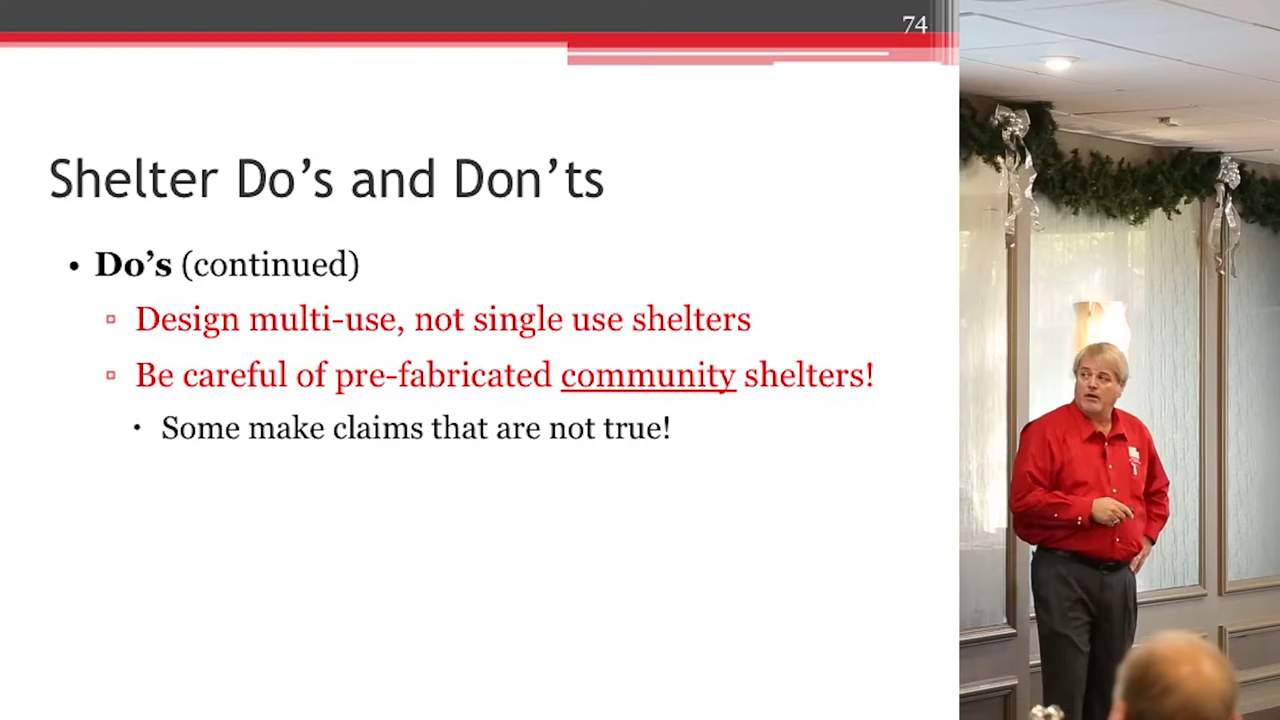 74
Shelter Do’s and Don’ts
• Do’s (continued)
▫ Design multi-use, not single use shelters
▫ Be careful of pre-fabricated community shelters!
· Some make claims that are not true!